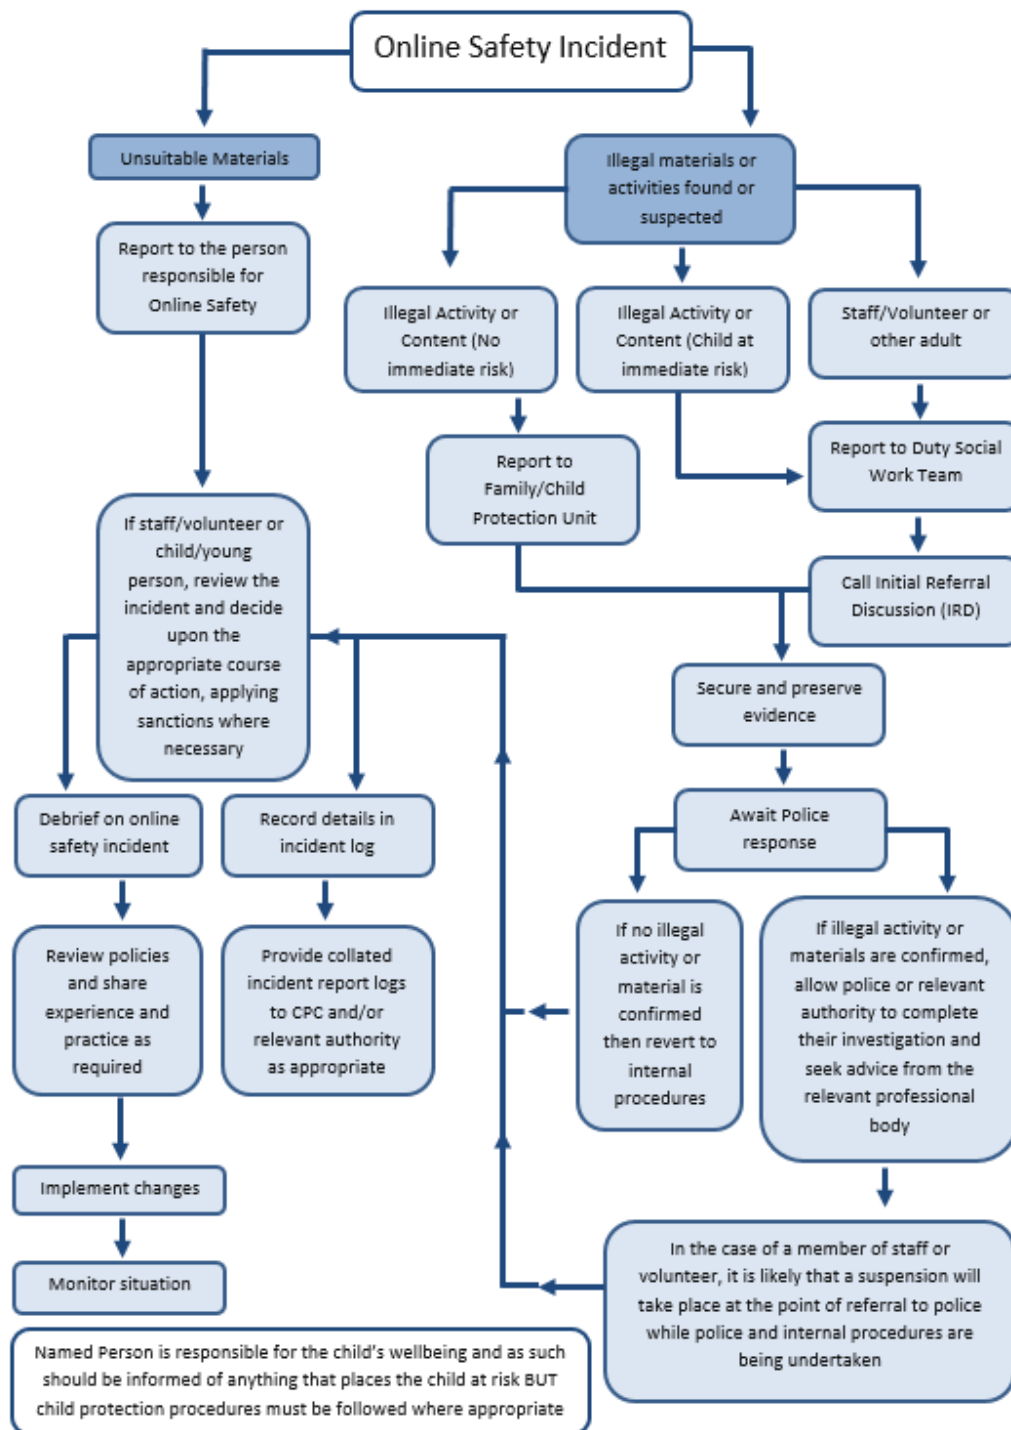 Online Safety Incident
Unsuitable Materials
Illegal materials or
activities found or
suspected
Report to the person
responsible for
Online Safety
Illegal Activity or
Content (No
immediate risk)
Illegal Activity or
Content (Child at
immediate risk)
Staff/Volunteer or
other adult
Report to
Family/Child
Protection Unit
Report to Duty Social
Work Team
Call Initial Referral
Discussion (IRD)
If staff/volunteer or
child/young
person, review the
incident and decide
upon the
appropriate course
of action, applying
sanctions where
necessary
Secure and preserve
evidence
Await Police
response
Debrief on online
safety incident
Record details in
incident log
Review policies
and share
experience and
practice as
required
Provide collated
incident report logs
to CPC and/or
relevant authority
as appropriate
If no illegal
activity or
material is
confirmed
then revert to
internal
procedures
If illegal activity or
materials are confirmed,
allow police or relevant
authority to complete
their investigation and
seek advice from the
relevant professional
body
Implement changes
Monitor situation
In the case of a member of staff or
volunteer, it is likely that a suspension will
take place at the point of referral to police
while police and internal procedures are
being undertaken
Named Person is responsible for the child's wellbeing and as such
should be informed of anything that places the child at risk BUT
child protection procedures must be followed where appropriate